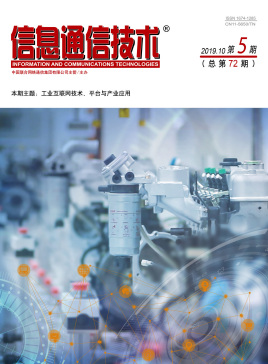 ISSN 1674-1285
CN11-5650/TN
信息通信技术®
INFORMATION AND COMMUNICATIONS TECHNOLOGIES
2019.10 第5期
(总第72期)
中国联合网络通信集团有限公司主管/主办
本期主题：工业互联网技术、平台与产业应用